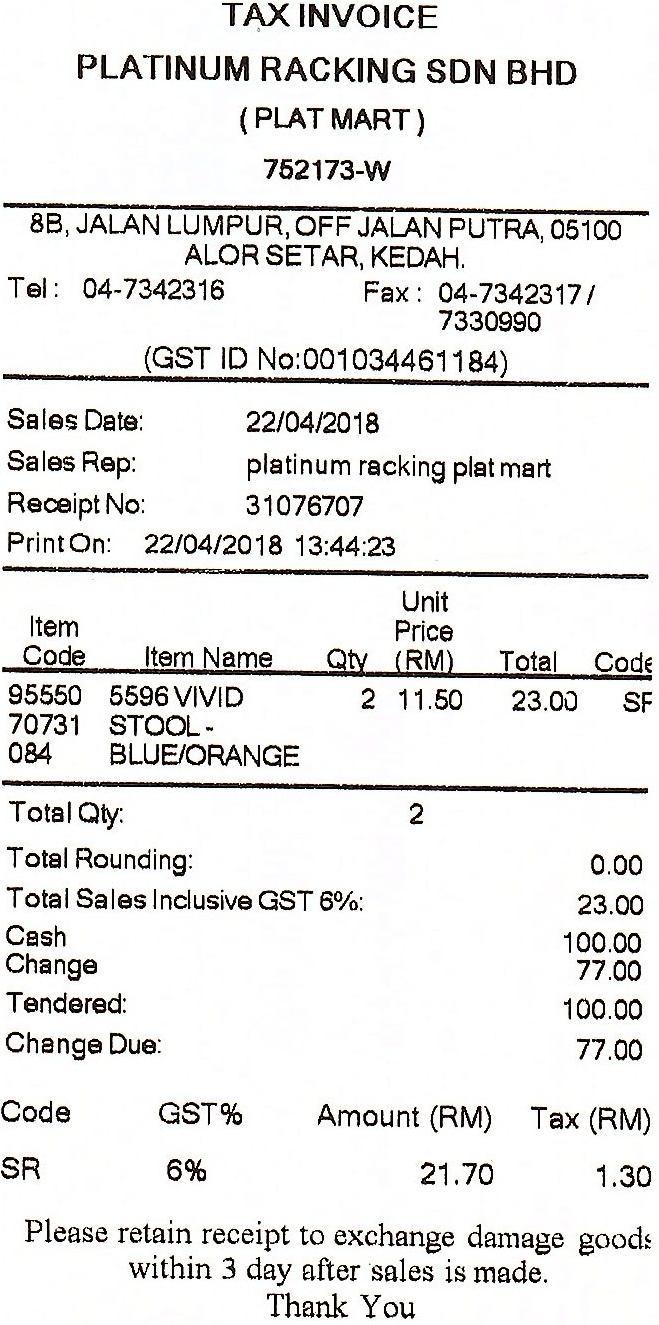 TAX INVOICE
PLATINUM RACKING SDN BHD
( PLAT MART )
752173-W
8B, JALAN LUMPUR, OFF JALAN PUTRA, 05100
ALOR SETAR, KEDAH.
Tel : 04-7342316 Fax : 04-7342317 /
7330990
(GST ID No:001034461184)
Sales Date: 22/04/2018
Sales Rep: platinum racking plat mart
Receipt No: 31076707
Print On: 22/04/2018 13:44:23
Unit
Item Price
Code Item Name Qty (RM) Total Code
95550 5596 VIVID 2 11.50 23.00 SR
70731 STOOL -
084 BLUE/ORANGE
Total Qty: 2
Total Rounding: 0.00
Total Sales Inclusive GST 6%: 23.00
Cash 100.00
Change 77.00
Tendered: 100.00
Change Due: 77.00
Code GST% Amount (RM) Tax (RM)
SR 6% 21.70 1.30
Please retain receipt to exchange damage goods
within 3 day after sales is made.
Thank You